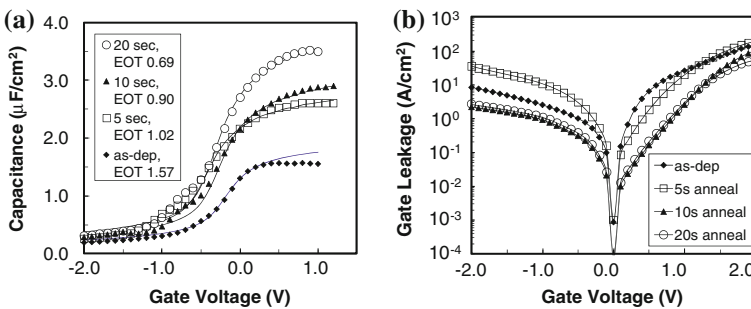 (a)
Capacitance (μF/cm²)
4.0
3.0
2.0
1.0
0.0
20 sec,
EOT 0.69
10 sec,
EOT 0.90
5 sec,
EOT 1.02
as-dep,
EOT 1.57
-2.0
-1.0
0.0
1.0
Gate Voltage (V)
(b)
Gate Leakage (A/cm²)
10³
10²
10¹
10⁰
10⁻¹
10⁻²
10⁻³
10⁻⁴
as-dep
5s anneal
10s anneal
20s anneal
-2.0
-1.0
0.0
1.0
2.0
Gate Voltage (V)